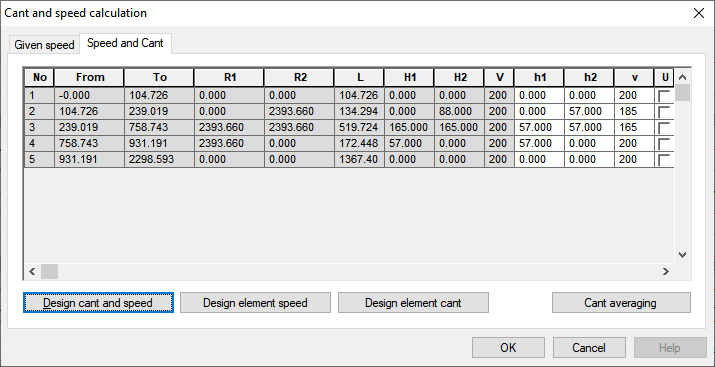 Cant and speed calculation
Given speed Speed and Cant
No From To R1 R2 L H1 H2 V h1 h2 v U
1 -0.000 104.726 0.000 0.000 104.726 0.000 0.000 200 0.000 0.000 200
2 104.726 239.019 0.000 2393.660 134.294 0.000 88.000 200 0.000 57.000 185
3 239.019 758.743 2393.660 2393.660 519.724 165.000 165.000 200 57.000 57.000 165
4 758.743 931.191 2393.660 0.000 172.448 57.000 0.000 200 57.000 0.000 200
5 931.191 2298.593 0.000 0.000 1367.40 0.000 0.000 200 0.000 0.000 200
Design cant and speed Design element speed Design element cant Cant averaging
OK Cancel Help